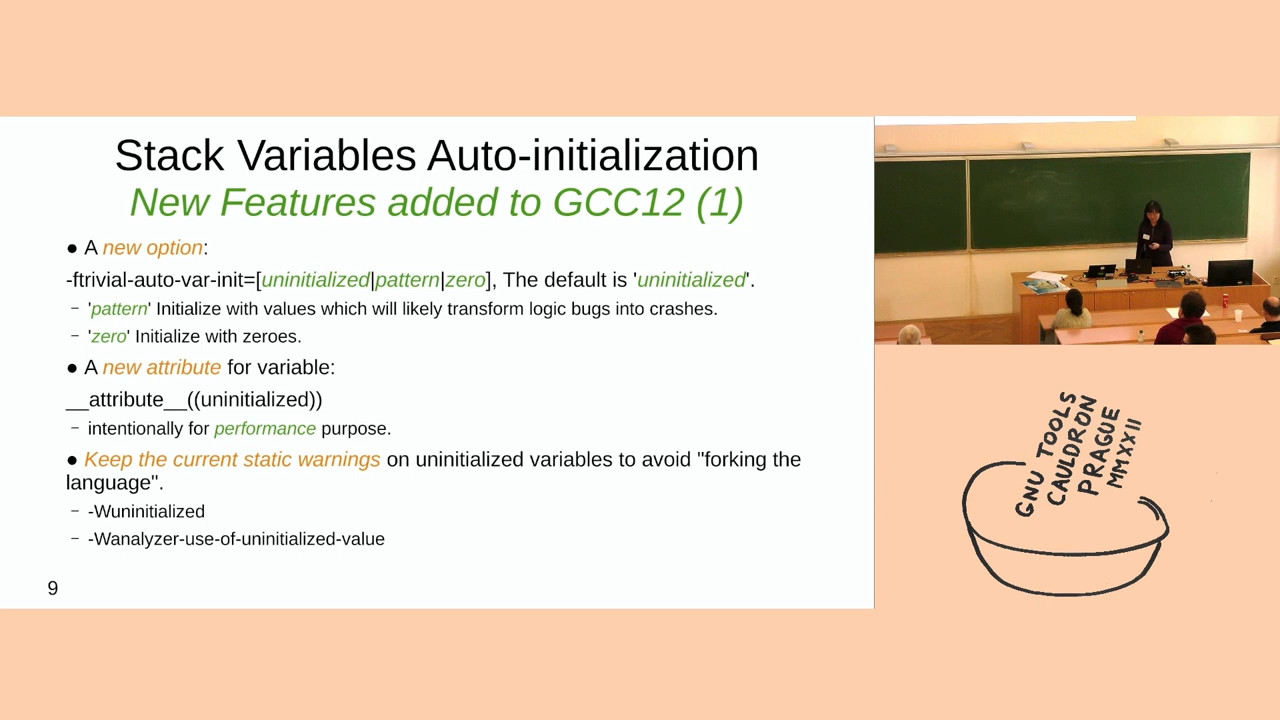 Stack Variables Auto-initialization
New Features added to GCC12 (1)
● A new option:
-ftrivial-auto-var-init=[uninitialized|pattern|zero], The default is 'uninitialized'.
– 'pattern' Initialize with values which will likely transform logic bugs into crashes.
– 'zero' Initialize with zeroes.
● A new attribute for variable:
__attribute__((uninitialized))
– intentionally for performance purpose.
● Keep the current static warnings on uninitialized variables to avoid "forking the
language".
– -Wuninitialized
– -Wanalyzer-use-of-uninitialized-value
9
GNU TOOLS
CAULDRON
PRAGUE
MMXXII